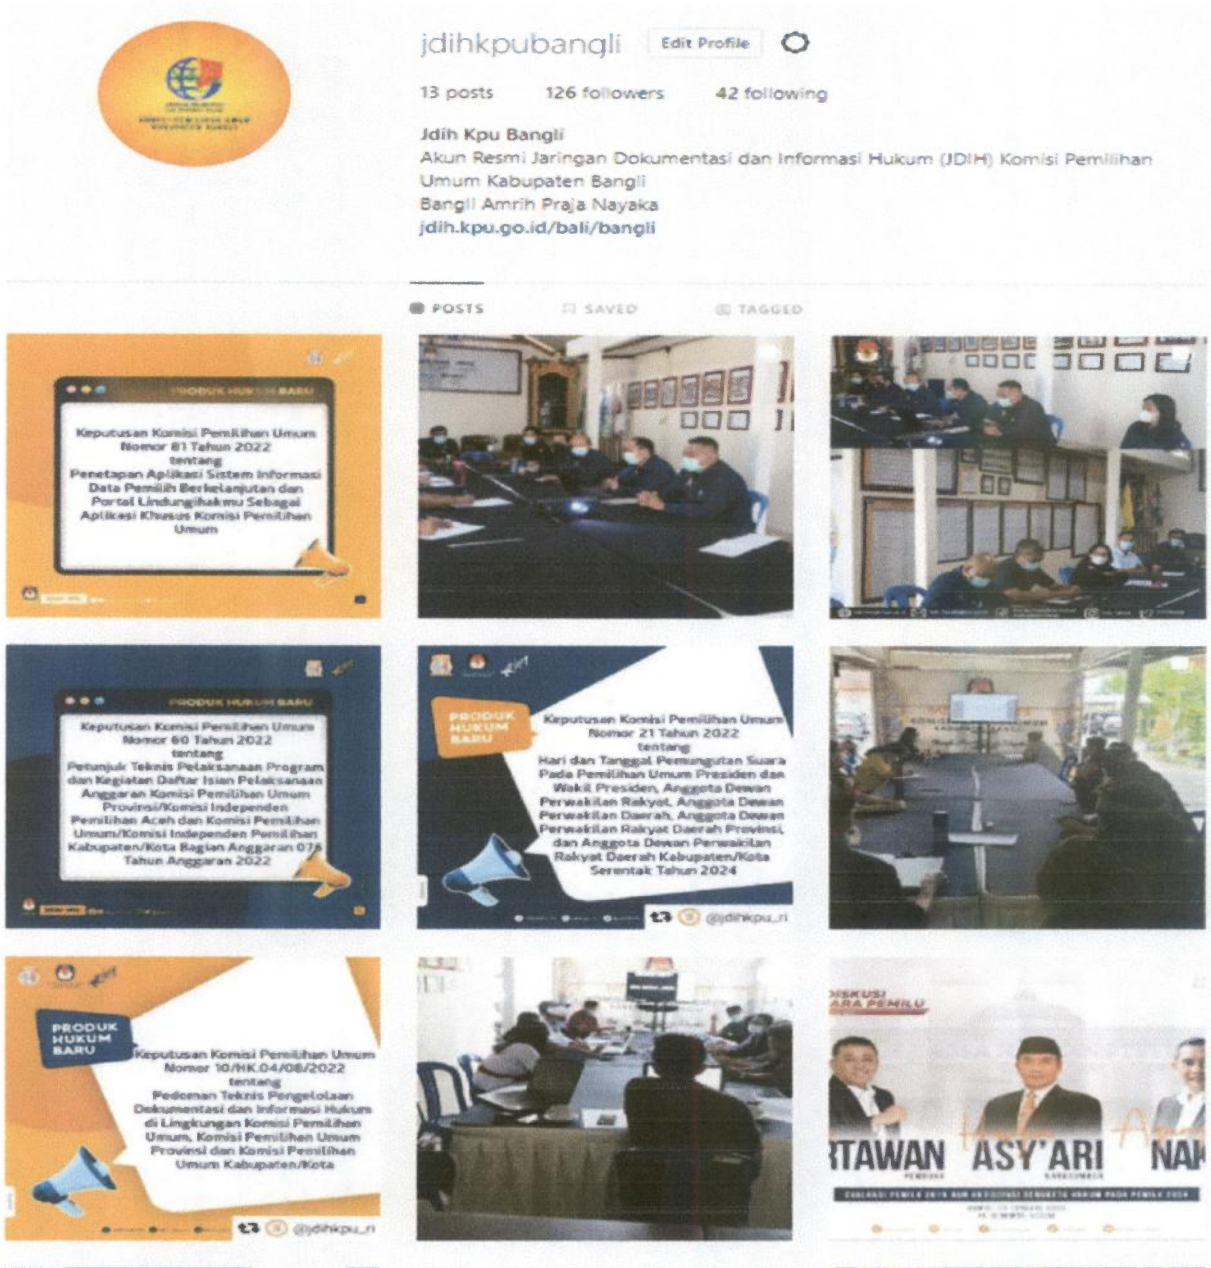 jdihkpubangli Edit Profile
13 posts 126 followers 42 following
Jdih Kpu Bangli
Akun Resmi Jaringan Dokumentasi dan Informasi Hukum (JDIH) Komisi Pemilihan
Umum Kabupaten Bangli
Bangli Amrih Praja Nayaka
jdih.kpu.go.id/bali/bangli
POSTS SAVED TAGGED
PRODUK HUKUM BARU
Keputusan Komisi Pemilihan Umum
Nomor 81 Tahun 2022
tentang
Penetapan Aplikasi Sistem Informasi
Data Pemilih Berkelanjutan dan
Portal Lindungihakmu Sebagai
Aplikasi Khusus Komisi Pemilihan
Umum
PRODUK HUKUM BARU
Keputusan Komisi Pemilihan Umum
Nomor 60 Tahun 2022
tentang
Petunjuk Teknis Pelaksanaan Program
dan Kegiatan Daftar Isian Pelaksanaan
Anggaran Komisi Pemilihan Umum
Provinsi/Komisi Independen
Pemilihan Aceh dan Komisi Pemilihan
Umum/Komisi Independen Pemilihan
Kabupaten/Kota Bagian Anggaran 076
Tahun Anggaran 2022
PRODUK
HUKUM
BARU
Keputusan Komisi Pemilihan Umum
Nomor 21 Tahun 2022
tentang
Hari dan Tanggal Pemungutan Suara
Pada Pemilihan Umum Presiden dan
Wakil Presiden, Anggota Dewan
Perwakilan Rakyat, Anggota Dewan
Perwakilan Daerah, Anggota Dewan
Perwakilan Rakyat Daerah Provinsi,
dan Anggota Dewan Perwakilan
Rakyat Daerah Kabupaten/Kota
Serentak Tahun 2024
@jdihkpu_ri
PRODUK
HUKUM
BARU
Keputusan Komisi Pemilihan Umum
Nomor 10/HK.04/08/2022
tentang
Pedoman Teknis Pengelolaan
Dokumentasi dan Informasi Hukum
di Lingkungan Komisi Pemilihan
Umum, Komisi Pemilihan Umum
Provinsi dan Komisi Pemilihan
Umum Kabupaten/Kota
@jdihkpu_ri
DISKUSI
ARA PEMILU
RTAWAN ASY'ARI NAK
EVALUASI PEMILU 2019 DAN ANTISIPASI SENGKETA HUKUM PADA PEMILU 2024